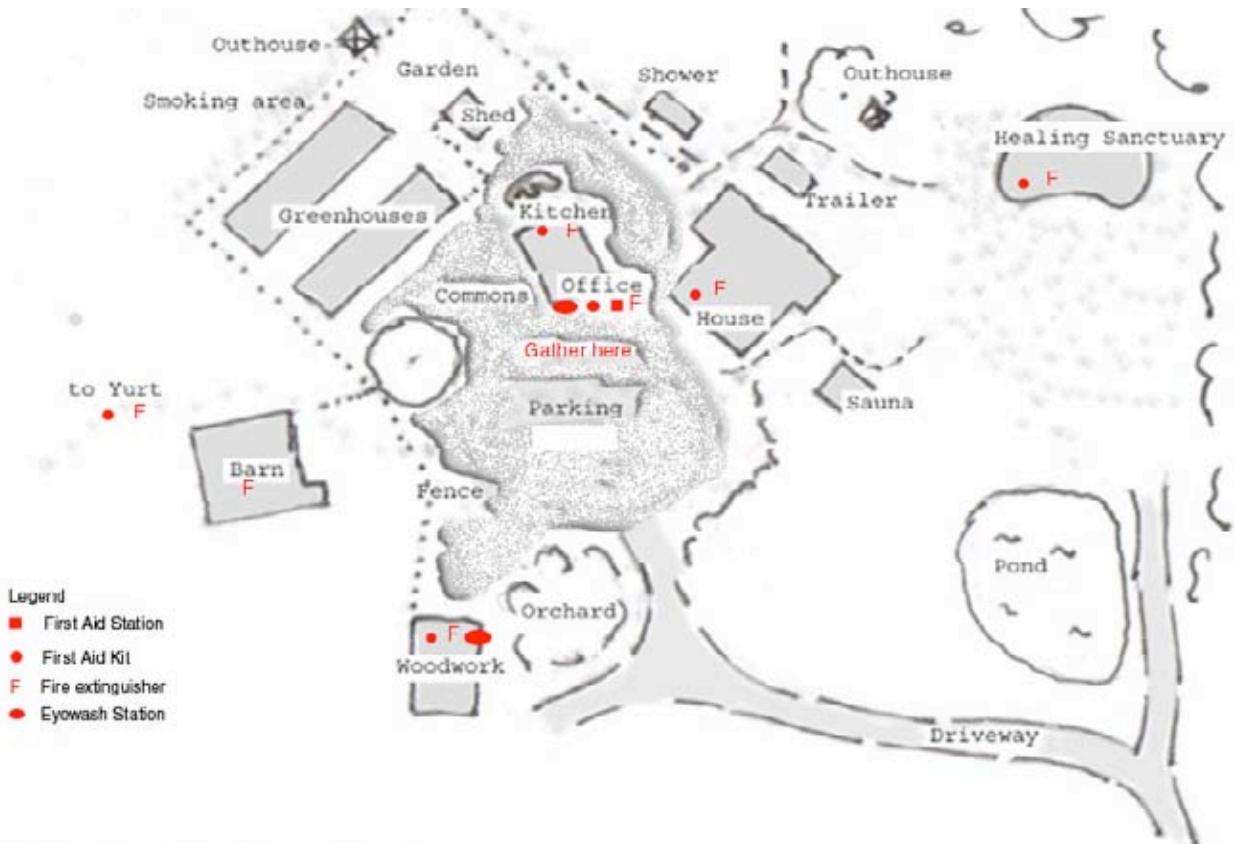 Outhouse
Garden
Shower
Outhouse
Smoking area
Shed
Healing Sanctuary
F
Trailer
Greenhouses
Kitchen
F
Office
F
Commons
F
House
Gather here
to Yurt
F
Parking
Sauna
Barn
F
Fence
Pond
Orchard
F
Woodwork
Driveway
Legend
First Aid Station
First Aid Kit
F Fire extinguisher
Eyowash Station